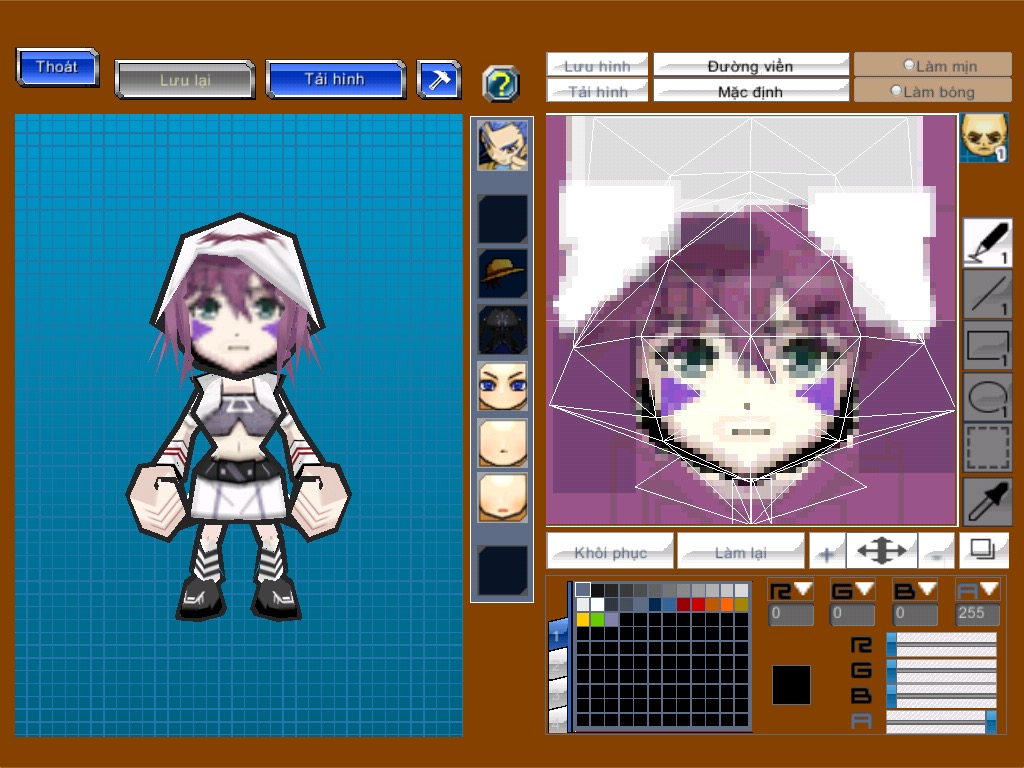 Thoát
Lưu lại
Tải hình
?
Lưu hình
Đường viền
Làm mịn
Tải hình
Mặc định
Làm bóng
1
1
1
1
1
Khôi phục
Làm lại
+
-
R
G
B
A
0
0
0
255
1
R
G
B
A